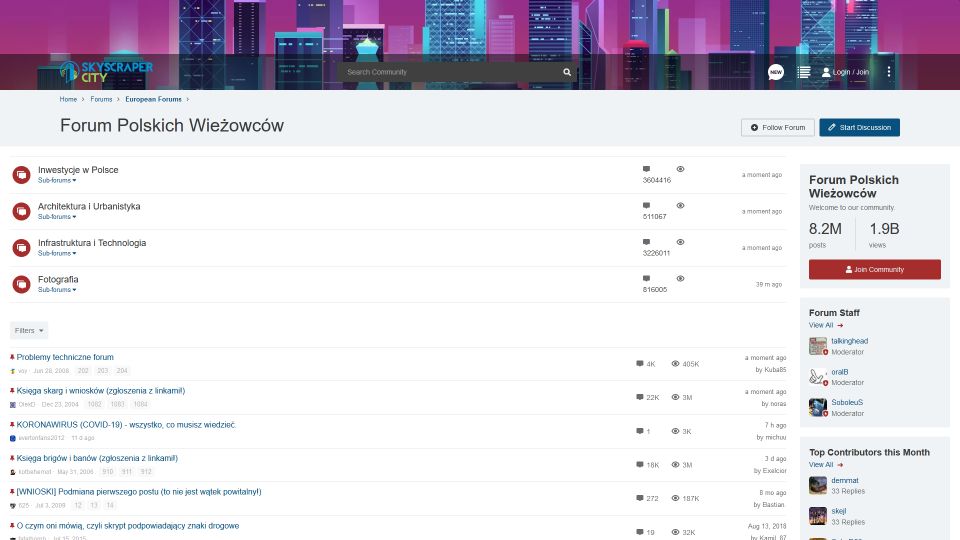 SKYSCRAPER
CITY
Search Community
NEW
Login / Join
Home > Forums > European Forums >
Forum Polskich Wieżowców
Follow Forum
Start Discussion
Inwestycje w Polsce
Sub-forums
3604416
a moment ago
Architektura i Urbanistyka
Sub-forums
511067
a moment ago
Infrastruktura i Technologia
Sub-forums
3226011
a moment ago
Fotografia
Sub-forums
816005
39 m ago
Forum Polskich
Wieżowców
Welcome to our community.
8.2M 1.9B
posts views
Join Community
Filters
Problemy techniczne forum
Jun 28, 2008 202 203 204
4K 405K
a moment ago
by Kuba85
Księga skarg i wniosków (zgłoszenia z linkami!)
Dec 23, 2004 1082 1083 1084
22K 3M
a moment ago
by noras
KORONAWIRUS (COVID-19) - wszystko, co musisz wiedzieć.
evertonfans2012 · 11 d ago
1 3K
7 h ago
by michuu
Księga brigów i banów (zgłoszenia z linkami!)
kotbehemot · May 31, 2006 910 911 912
18K 3M
3 d ago
by Exelcior
[WNIOSKI] Podmiana pierwszego postu (to nie jest wątek powitalny!)
625 · Jul 3, 2009 12 13 14
272 187K
8 mo ago
by Bastian.
O czym oni mówią, czyli skrypt podpowiadający znaki drogowe
19 32K
Aug 13, 2018
by Kamil_67
Forum Staff
View All
talkinghead
Moderator
oralB
Moderator
SoboleuS
Moderator
Top Contributors this Month
View All
demmat
33 Replies
skejl
33 Replies